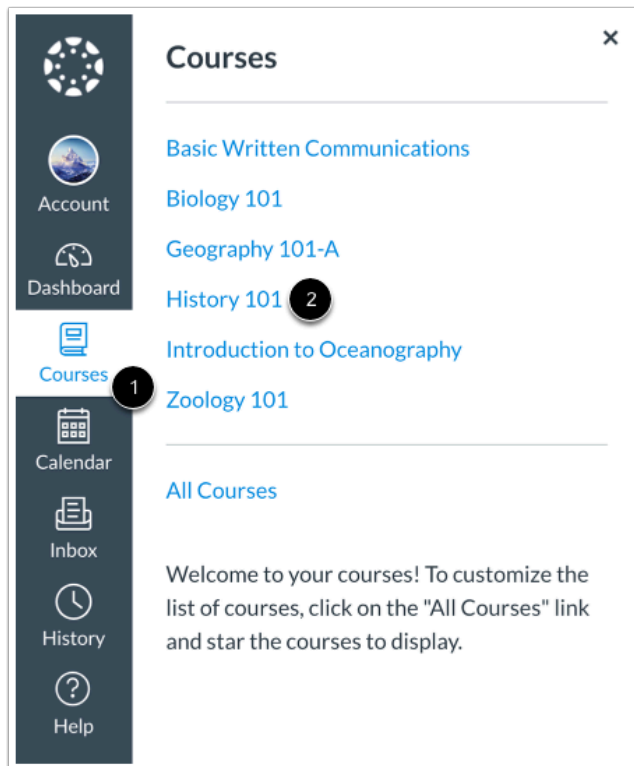 Courses
×
Account
Dashboard
Courses
1
Calendar
Inbox
History
Help
Basic Written Communications
Biology 101
Geography 101-A
History 101 2
Introduction to Oceanography
Zoology 101
All Courses
Welcome to your courses! To customize the
list of courses, click on the "All Courses" link
and star the courses to display.